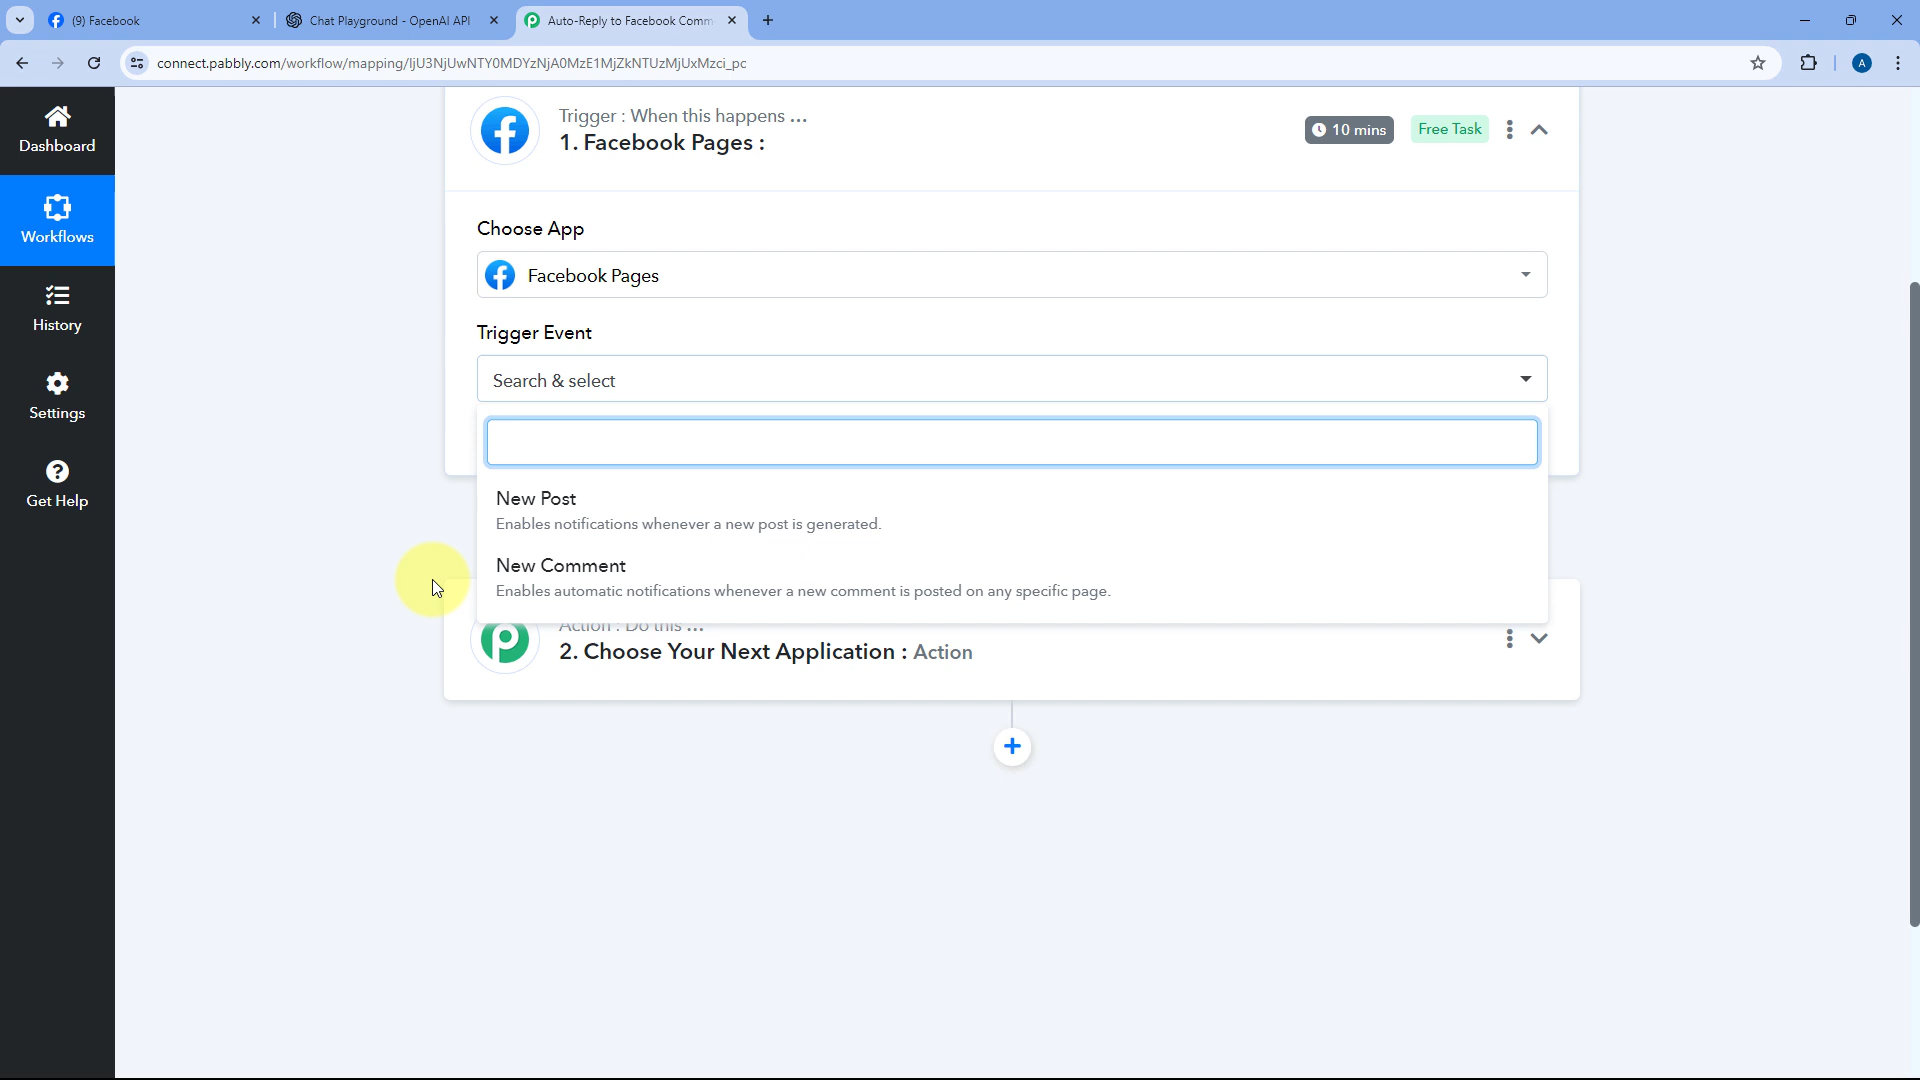 (9) Facebook
Chat Playground - OpenAI API
Auto-Reply to Facebook Comm
connect.pabbly.com/workflow/mapping/IjU3NjUwNTY0MDYzNjA0MzE1MjZkNTUzMjUxMzci_pc
A
Dashboard
Workflows
History
Settings
Get Help
Trigger : When this happens ...
1. Facebook Pages :
10 mins
Free Task
Choose App
Facebook Pages
Trigger Event
Search & select
New Post
Enables notifications whenever a new post is generated.
New Comment
Enables automatic notifications whenever a new comment is posted on any specific page.
Action : Do this ...
2. Choose Your Next Application : Action